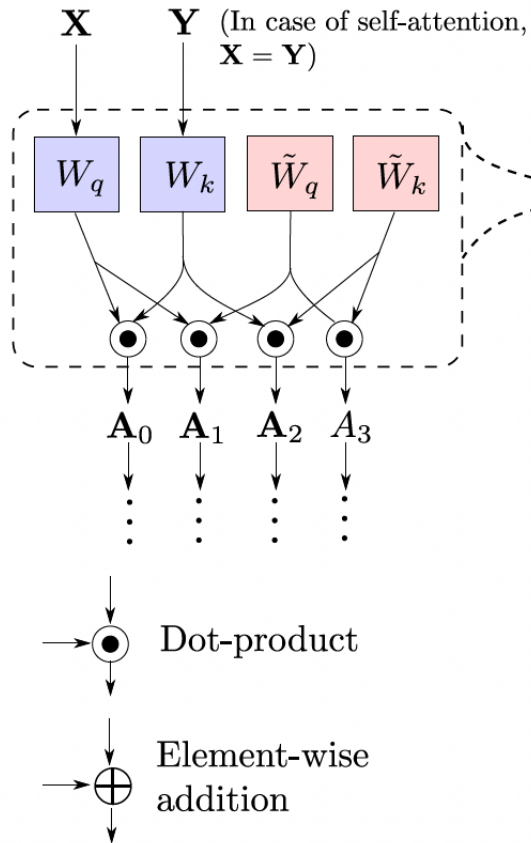 X Y (In case of self-attention,
X = Y)
W_q W_k W̃_q W̃_k
A_0 A_1 A_2 A_3
Dot-product
Element-wise
addition